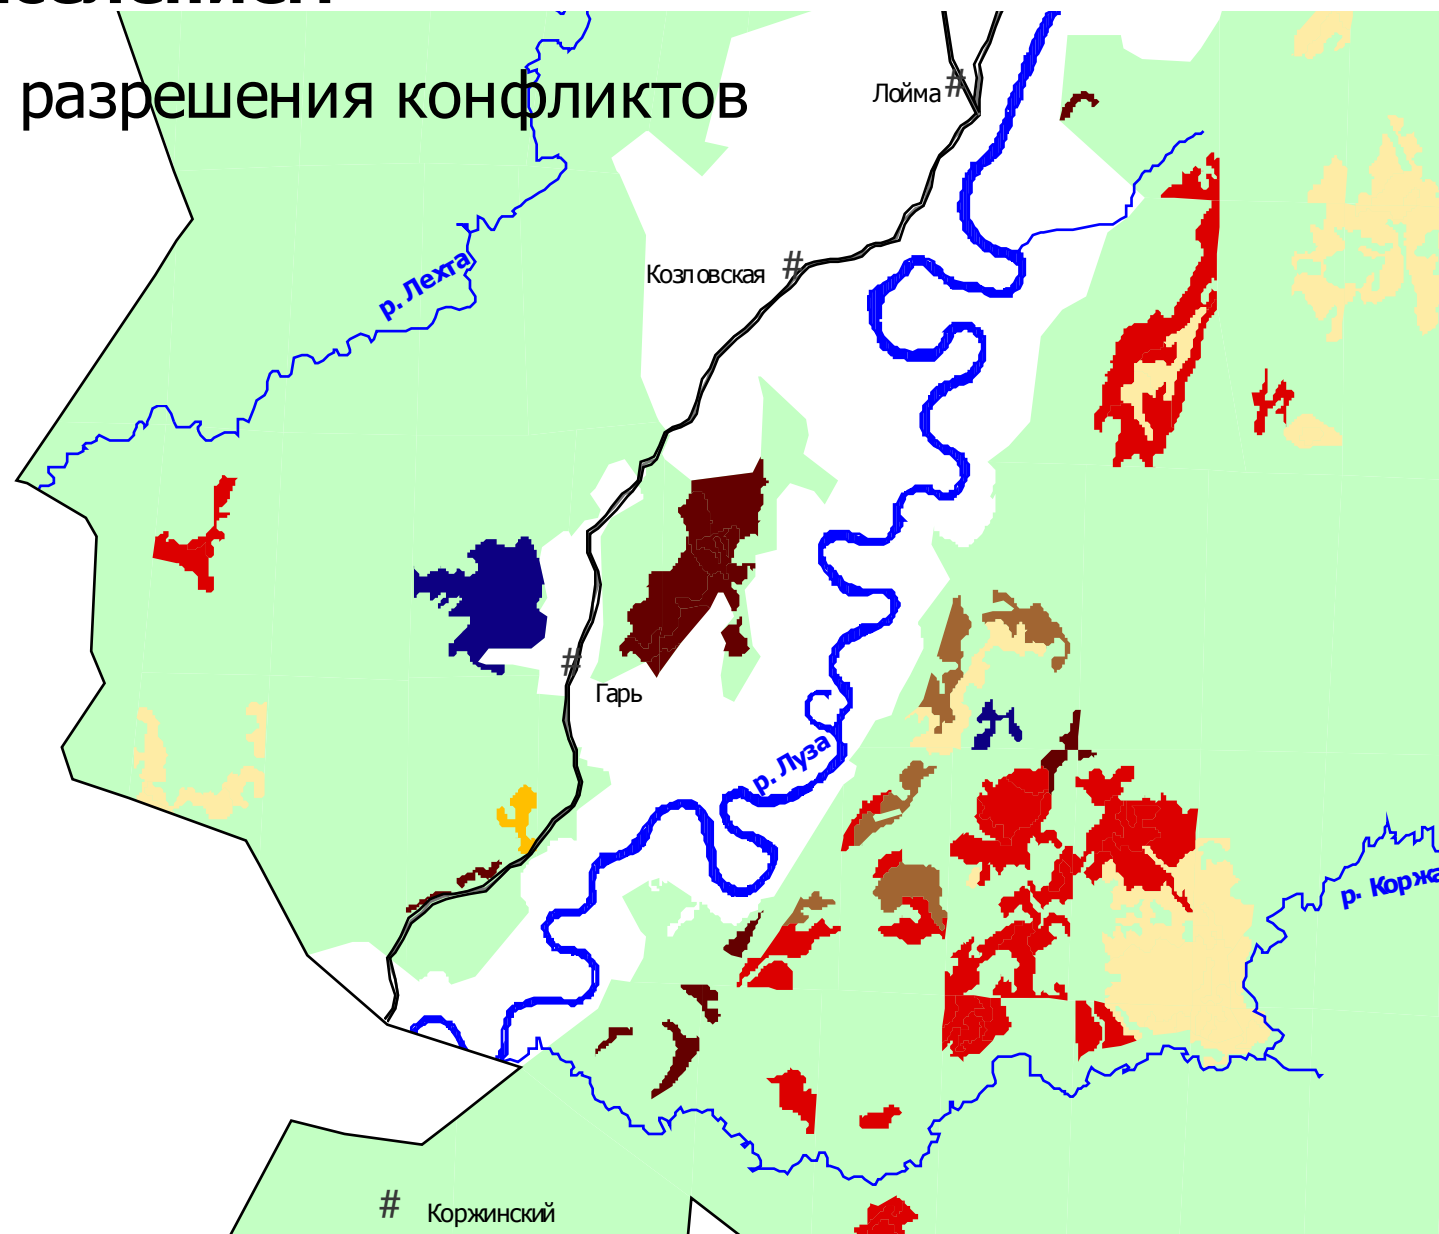 разрешения конфликтов
Лойма #
Козловская #
р. Лехта
#
Гарь
р. Луза
р. Коржа
# Коржинский